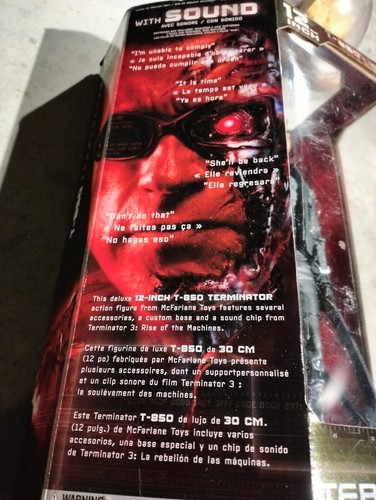 WITH SOUND
AVEC SONORE / CON SONIDO
"I'm unable to comply"
« Je suis incapable d'obtempérer »
"No puedo cumplir esa orden"
"It is time"
« Le temps est venu »
"Ya es hora"
"She'll be back"
« Elle reviendra »
"Ella regresará"
"Don't do that"
« Ne faites pas ça »
"No hagas eso"
This deluxe 12-INCH T-850 TERMINATOR
action figure from McFarlane Toys features several
accessories, a custom base and a sound chip from
Terminator 3: Rise of the Machines.
Cette figurine de luxe T-850 de 30 CM
(12 po) fabriquée par McFarlane Toys présente
plusieurs accessoires, dont un supportpersonnalisé
et un clip sonore du film Terminator 3 ;
le soulèvement des machines.
Este Terminator T-850 de lujo de 30 CM.
(12 pulg.) de McFarlane Toys incluye varios
accesorios, una base especial y un chip de sonido
de Terminator 3: La rebelión de las máquinas.
WARNING
12
INCH